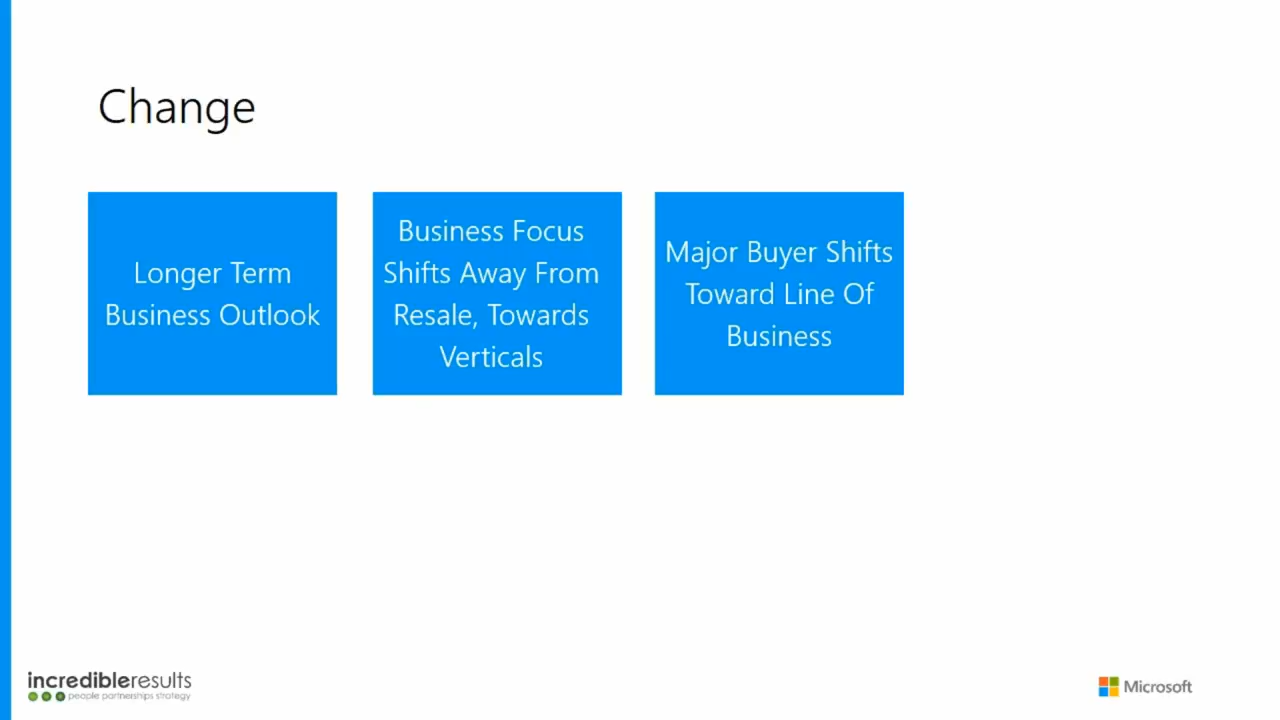 Change
Longer Term
Business Outlook
Business Focus
Shifts Away From
Resale, Towards
Verticals
Major Buyer Shifts
Toward Line Of
Business
incredibleresults
people partnerships strategy
Microsoft